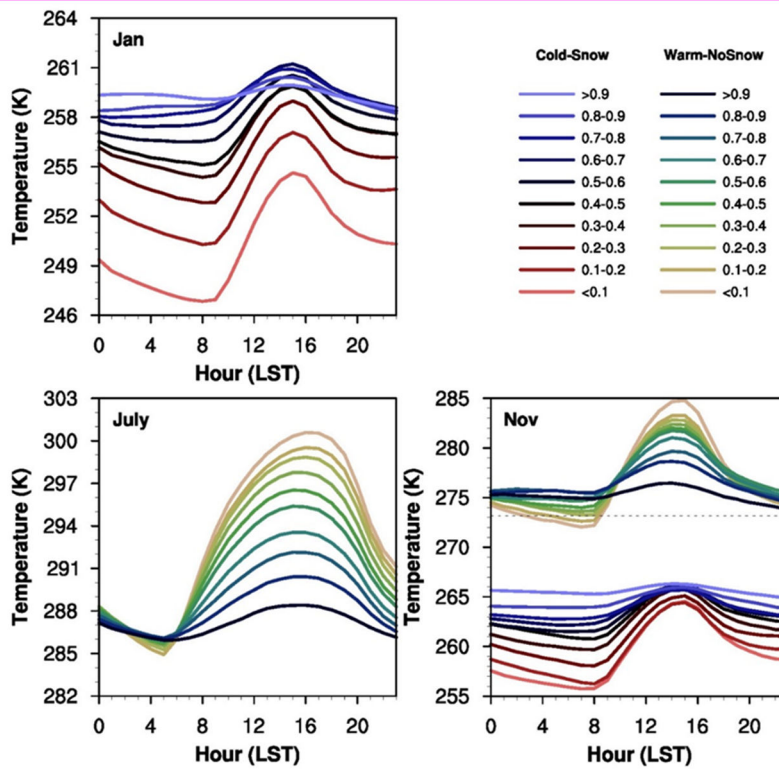 Jan
Temperature (K)
264
261
258
255
252
249
246
0 4 8 12 16 20
Hour (LST)
Cold-Snow Warm-NoSnow
>0.9 >0.9
0.8-0.9 0.8-0.9
0.7-0.8 0.7-0.8
0.6-0.7 0.6-0.7
0.5-0.6 0.5-0.6
0.4-0.5 0.4-0.5
0.3-0.4 0.3-0.4
0.2-0.3 0.2-0.3
0.1-0.2 0.1-0.2
<0.1 <0.1
July
Temperature (K)
303
300
297
294
291
288
285
282
0 4 8 12 16 20
Hour (LST)
Nov
Temperature (K)
285
280
275
270
265
260
255
0 4 8 12 16 20
Hour (LST)